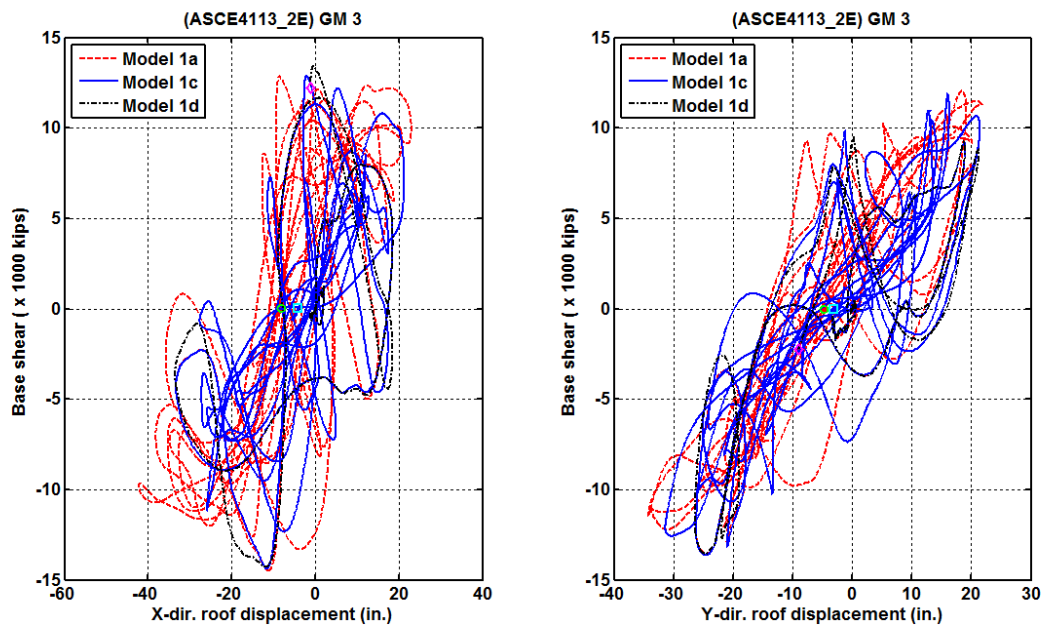 (ASCE4113_2E) GM 3
15
10
5
0
-5
-10
-15
-60
-40
-20
0
20
40
Base shear ( x 1000 kips)
X-dir. roof displacement (in.)
Model 1a
Model 1c
Model 1d
(ASCE4113_2E) GM 3
15
10
5
0
-5
-10
-15
-40
-30
-20
-10
0
10
20
30
Base shear ( x 1000 kips)
Y-dir. roof displacement (in.)
Model 1a
Model 1c
Model 1d